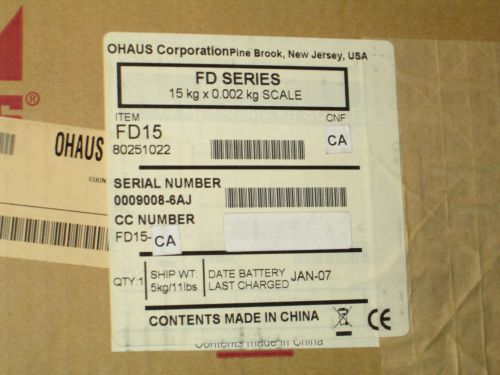 OHAUS Corporation Pine Brook, New Jersey, USA
FD SERIES
15 kg x 0.002 kg SCALE
ITEM CNF
FD15 CA
80251022
SERIAL NUMBER
0009008-6AJ
CC NUMBER
FD15- CA
QTY:1 SHIP WT: 5kg/11lbs DATE BATTERY LAST CHARGED JAN-07
CONTENTS MADE IN CHINA CE
Contents made in China
®
OHAUS